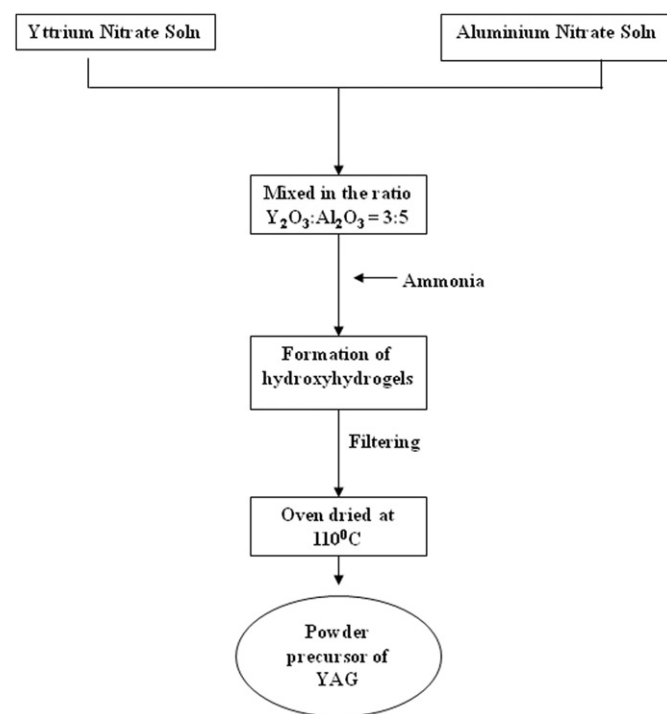 Yttrium Nitrate Soln
Aluminium Nitrate Soln
Mixed in the ratio
Y₂O₃:Al₂O₃ = 3:5
Ammonia
Formation of
hydroxyhydrogels
Filtering
Oven dried at
110⁰C
Powder
precursor of
YAG